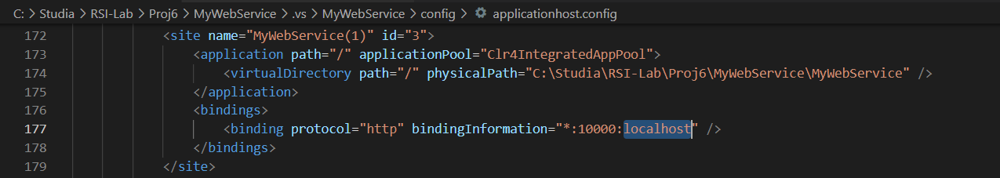 C: > Studia > RSI-Lab > Proj6 > MyWebService > .vs > MyWebService > config > applicationhost.config
172 <site name="MyWebService(1)" id="3">
173 <application path="/" applicationPool="Clr4IntegratedAppPool">
174 <virtualDirectory path="/" physicalPath="C:\Studia\RSI-Lab\Proj6\MyWebService\MyWebService" />
175 </application>
176 <bindings>
177 <binding protocol="http" bindingInformation="*:10000:localhost" />
178 </bindings>
179 </site>